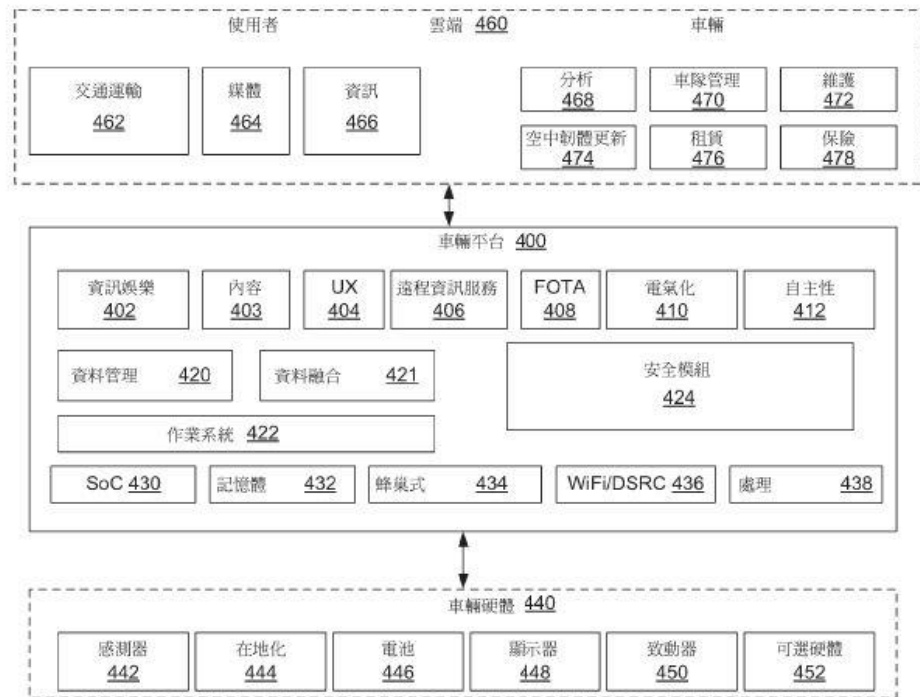 使用者 雲端 460 車輛
交通運輸 媒體 資訊
462 464 466
分析 車隊管理 維護
468 470 472
空中韌體更新 租賃 保險
474 476 478
車輛平台 400
資訊娛樂 內容 UX 遠程資訊服務 FOTA 電氣化 自主性
402 403 404 406 408 410 412
資料管理 420 資料融合 421
安全模組
424
作業系統 422
SoC 430 記憶體 432 蜂巢式 434 WiFi/DSRC 436 處理 438
車輛硬體 440
感測器 在地化 電池 顯示器 致動器 可選硬體
442 444 446 448 450 452